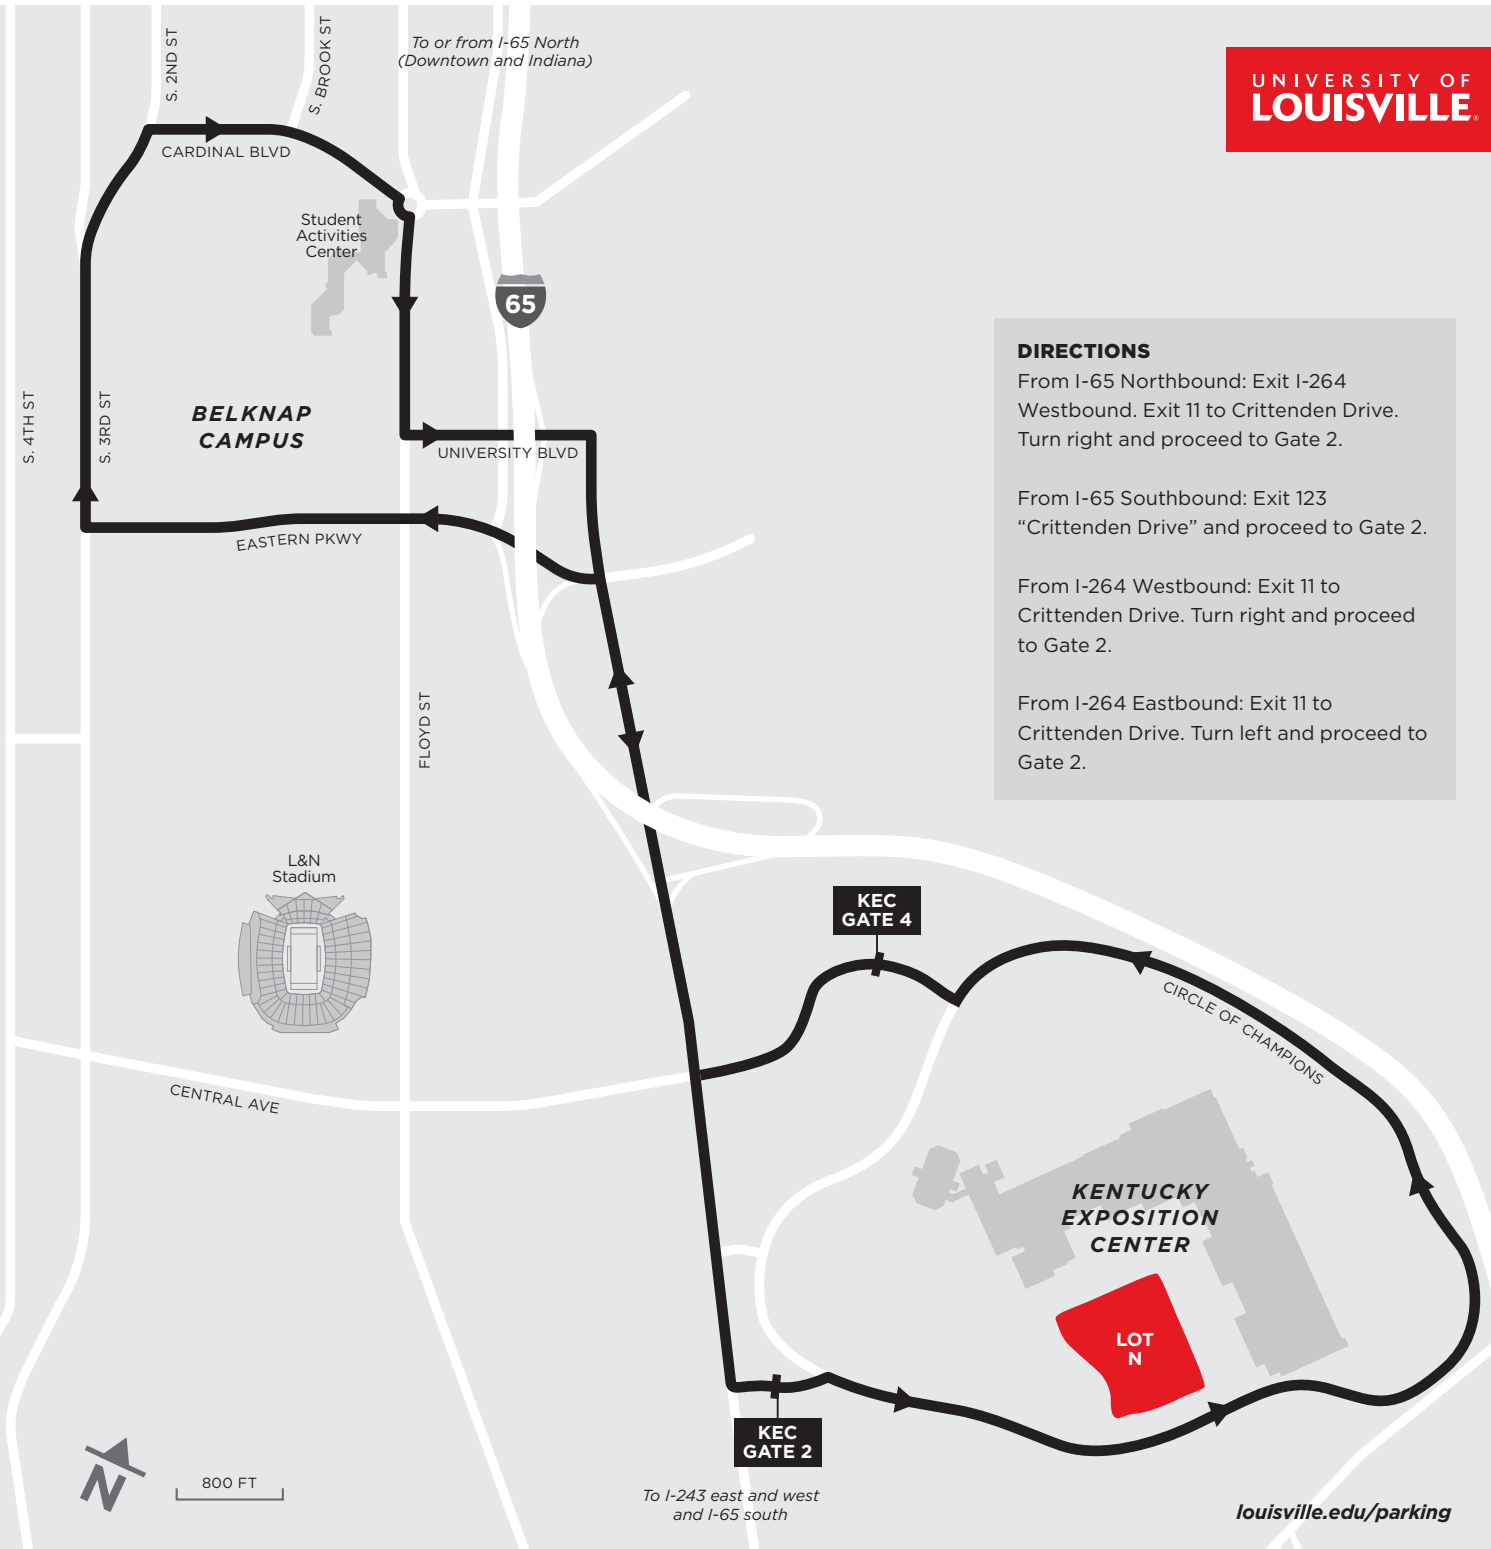 To or from I-65 North
(Downtown and Indiana)
S. 2ND ST
S. BROOK ST
UNIVERSITY OF
LOUISVILLE®
CARDINAL BLVD
Student
Activities
Center
65
DIRECTIONS
From I-65 Northbound: Exit I-264
Westbound. Exit 11 to Crittenden Drive.
Turn right and proceed to Gate 2.
From I-65 Southbound: Exit 123
“Crittenden Drive” and proceed to Gate 2.
From I-264 Westbound: Exit 11 to
Crittenden Drive. Turn right and proceed
to Gate 2.
From I-264 Eastbound: Exit 11 to
Crittenden Drive. Turn left and proceed to
Gate 2.
S. 4TH ST
S. 3RD ST
BELKNAP
CAMPUS
UNIVERSITY BLVD
EASTERN PKWY
FLOYD ST
L&N
Stadium
KEC
GATE 4
CIRCLE OF CHAMPIONS
CENTRAL AVE
KENTUCKY
EXPOSITION
CENTER
LOT
N
KEC
GATE 2
N
800 FT
To I-243 east and west
and I-65 south
louisville.edu/parking